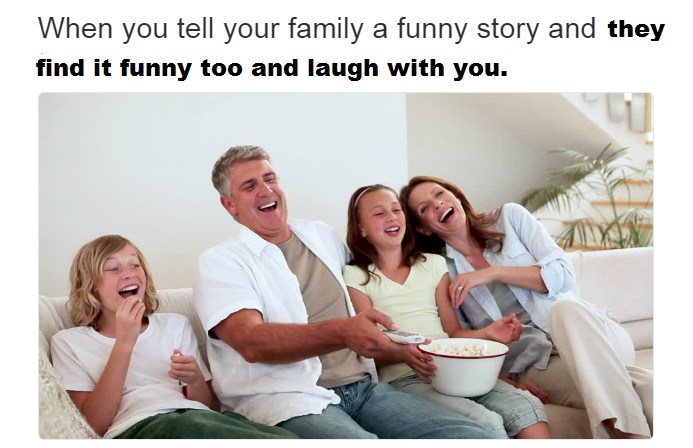 When you tell your family a funny story and they
find it funny too and laugh with you.